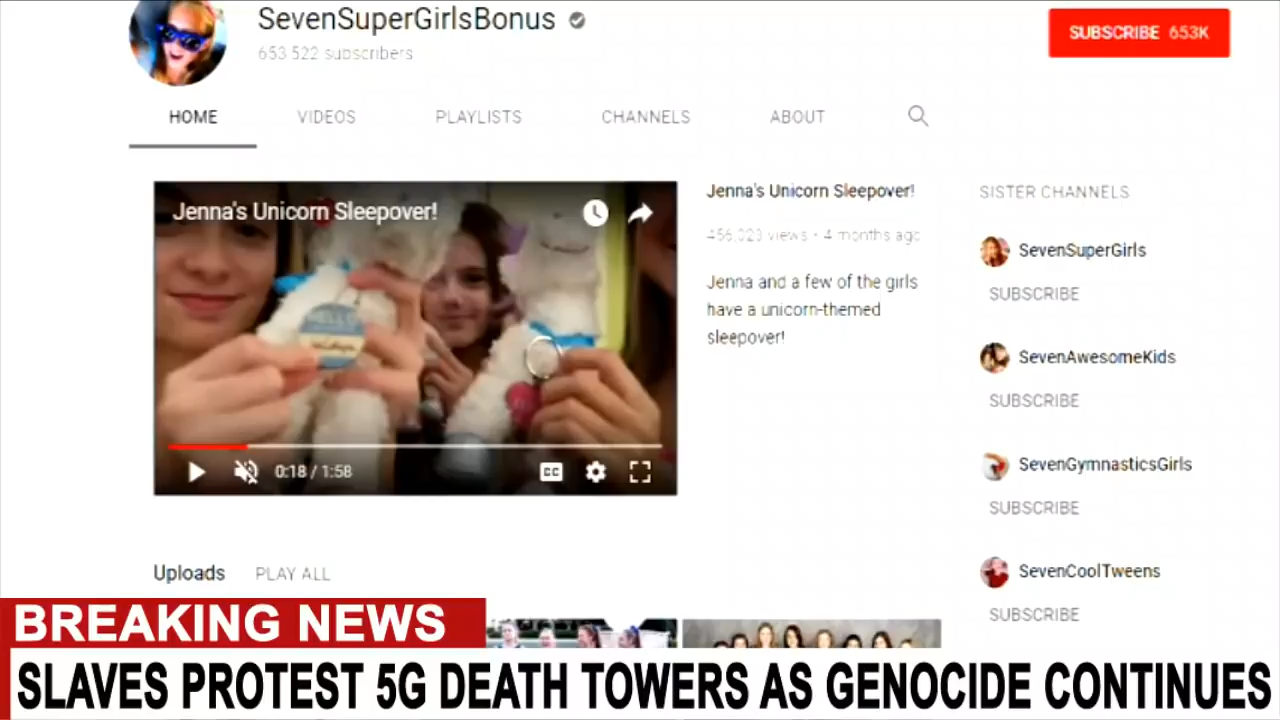 SevenSuperGirlsBonus
653 522 subscribers
SUBSCRIBE 653K
HOME VIDEOS PLAYLISTS CHANNELS ABOUT
Jenna's Unicorn Sleepover!
0:18 / 1:58
CC
Jenna's Unicorn Sleepover!
456,023 views · 4 months ago
Jenna and a few of the girls
have a unicorn-themed
sleepover!
SISTER CHANNELS
SevenSuperGirls
SUBSCRIBE
SevenAwesomeKids
SUBSCRIBE
SevenGymnasticsGirls
SUBSCRIBE
SevenCoolTweens
SUBSCRIBE
Uploads PLAY ALL
BREAKING NEWS
SLAVES PROTEST 5G DEATH TOWERS AS GENOCIDE CONTINUES